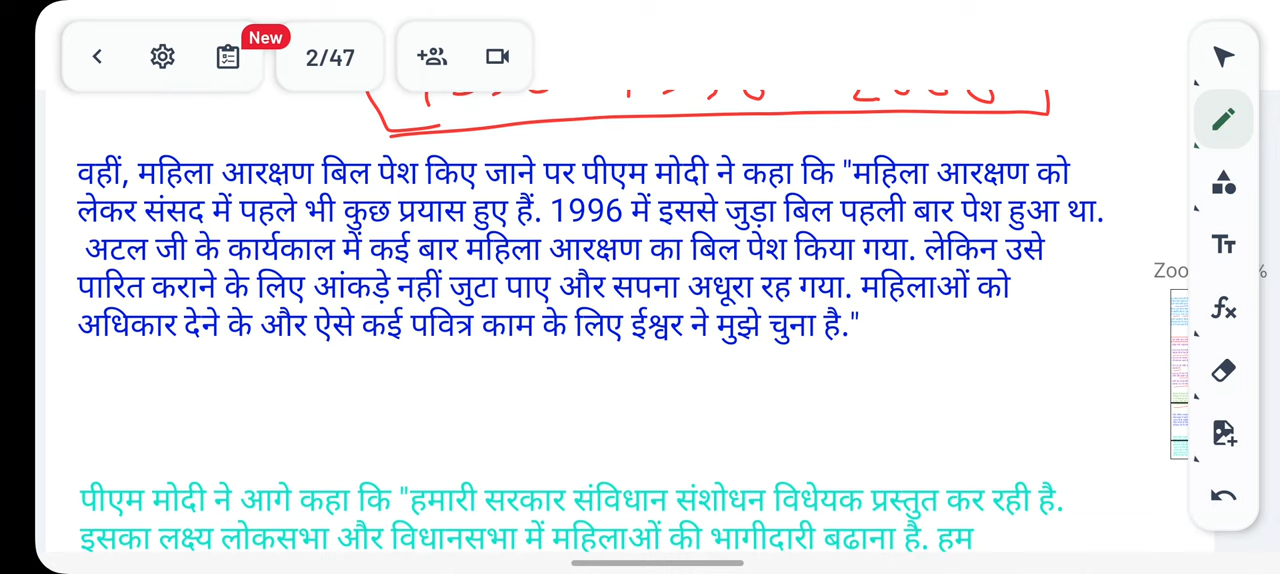 New
2/47
वहीं, महिला आरक्षण बिल पेश किए जाने पर पीएम मोदी ने कहा कि "महिला आरक्षण को
लेकर संसद में पहले भी कुछ प्रयास हुए हैं. 1996 में इससे जुड़ा बिल पहली बार पेश हुआ था.
अटल जी के कार्यकाल में कई बार महिला आरक्षण का बिल पेश किया गया. लेकिन उसे
पारित कराने के लिए आंकड़े नहीं जुटा पाए और सपना अधूरा रह गया. महिलाओं को
अधिकार देने के और ऐसे कई पवित्र काम के लिए ईश्वर ने मुझे चुना है."
Zoo %
पीएम मोदी ने आगे कहा कि "हमारी सरकार संविधान संशोधन विधेयक प्रस्तुत कर रही है.
इसका लक्ष्य लोकसभा और विधानसभा में महिलाओं की भागीदारी बढाना है. हम